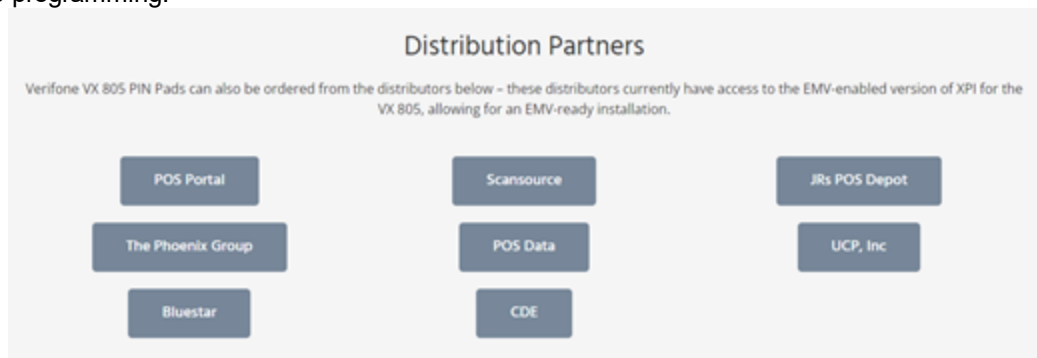 programming.
Distribution Partners
Verifone VX 805 PIN Pads can also be ordered from the distributors below – these distributors currently have access to the EMV-enabled version of XPI for the
VX 805, allowing for an EMV-ready installation.
POS Portal
Scansource
JRs POS Depot
The Phoenix Group
POS Data
UCP, Inc
Bluestar
CDE